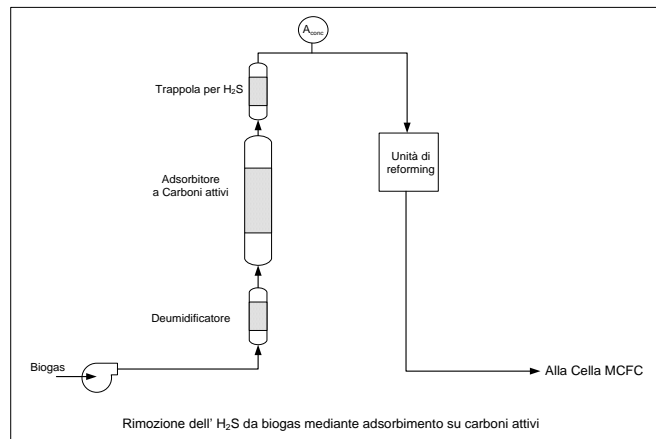 A conc
Trappola per H₂S
Adsorbitore
a Carboni attivi
Unità di
reforming
Deumidificatore
Biogas
Alla Cella MCFC
Rimozione dell' H₂S da biogas mediante adsorbimento su carboni attivi